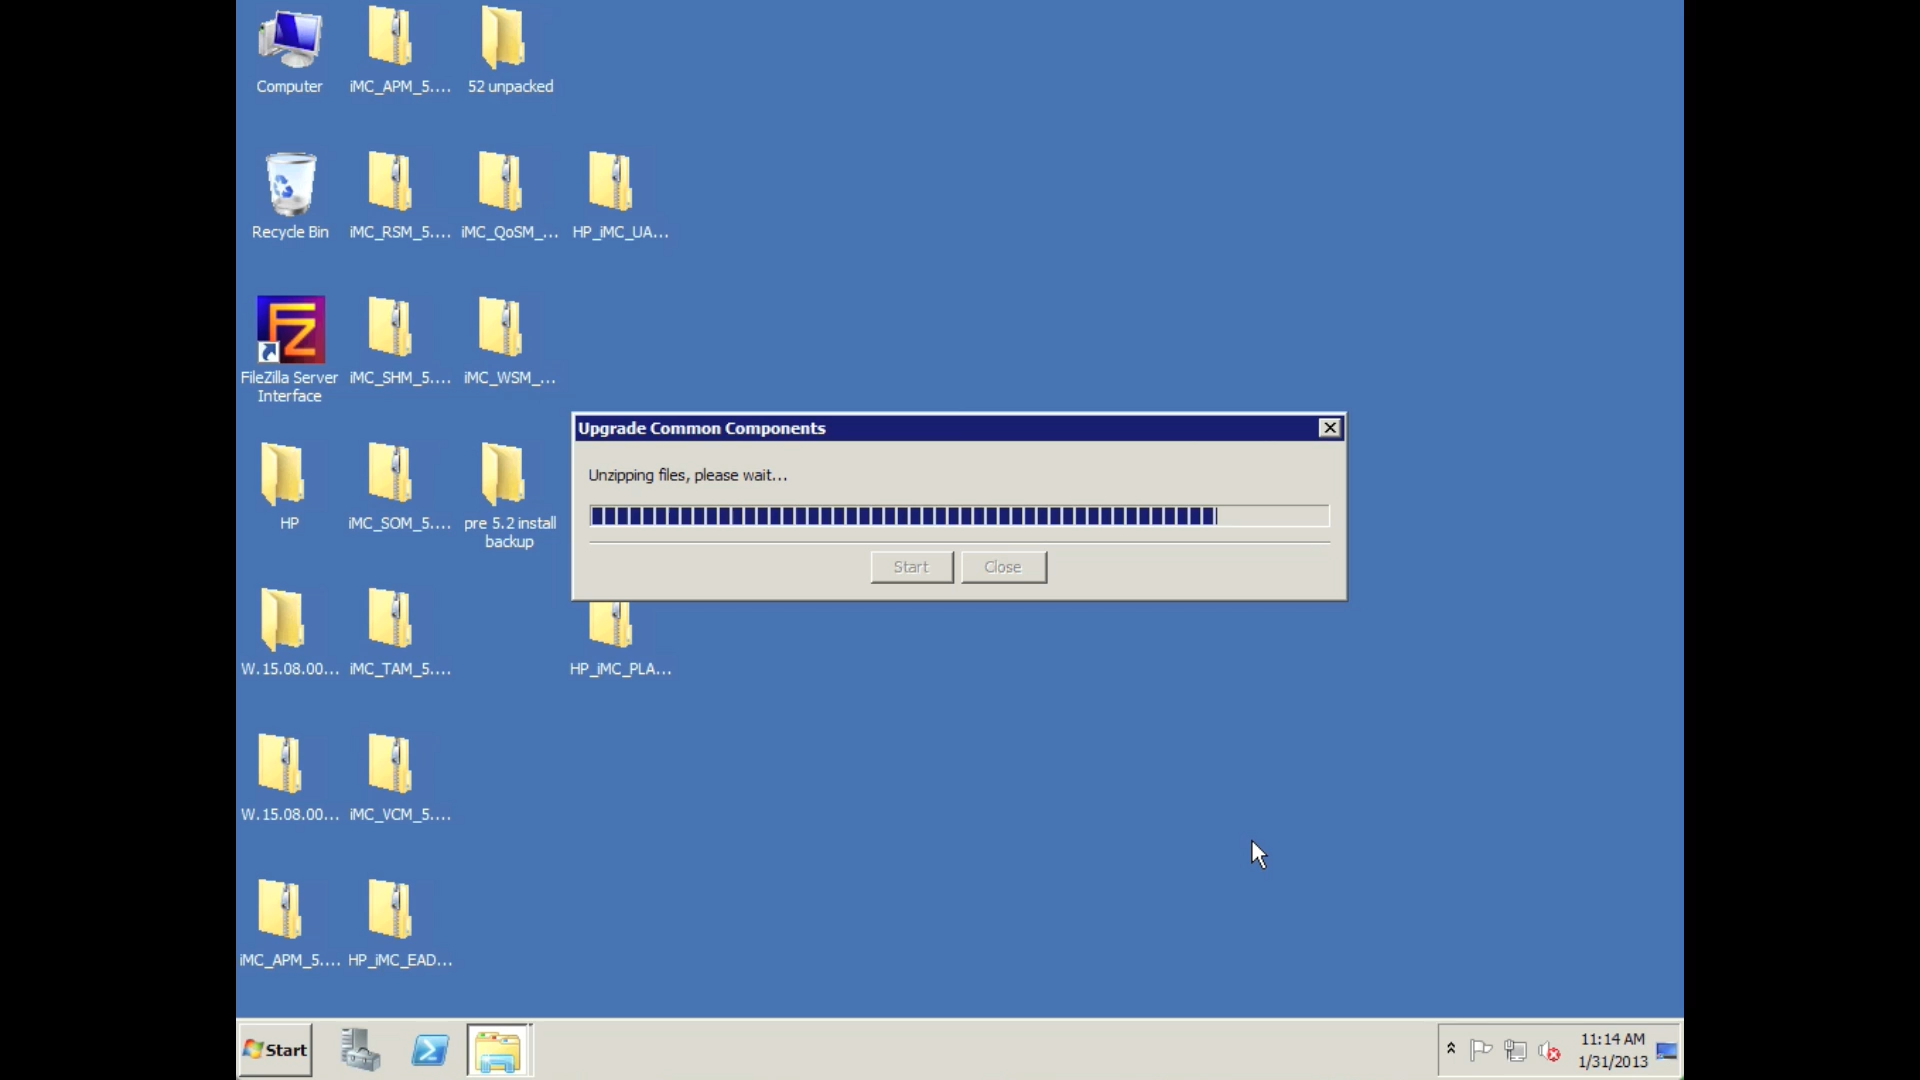 Computer
iMC_APM_5....
52 unpacked
Recycle Bin
iMC_RSM_5....
iMC_QoSM_...
HP_iMC_UA...
FileZilla Server
Interface
iMC_SHM_5....
iMC_WSM_...
Upgrade Common Components
Unzipping files, please wait...
Start
Close
HP
iMC_SOM_5....
pre 5.2 install
backup
W.15.08.00...
iMC_TAM_5....
HP_iMC_PLA...
W.15.08.00...
iMC_VCM_5....
iMC_APM_5....
HP_iMC_EAD...
Start
11:14 AM
1/31/2013